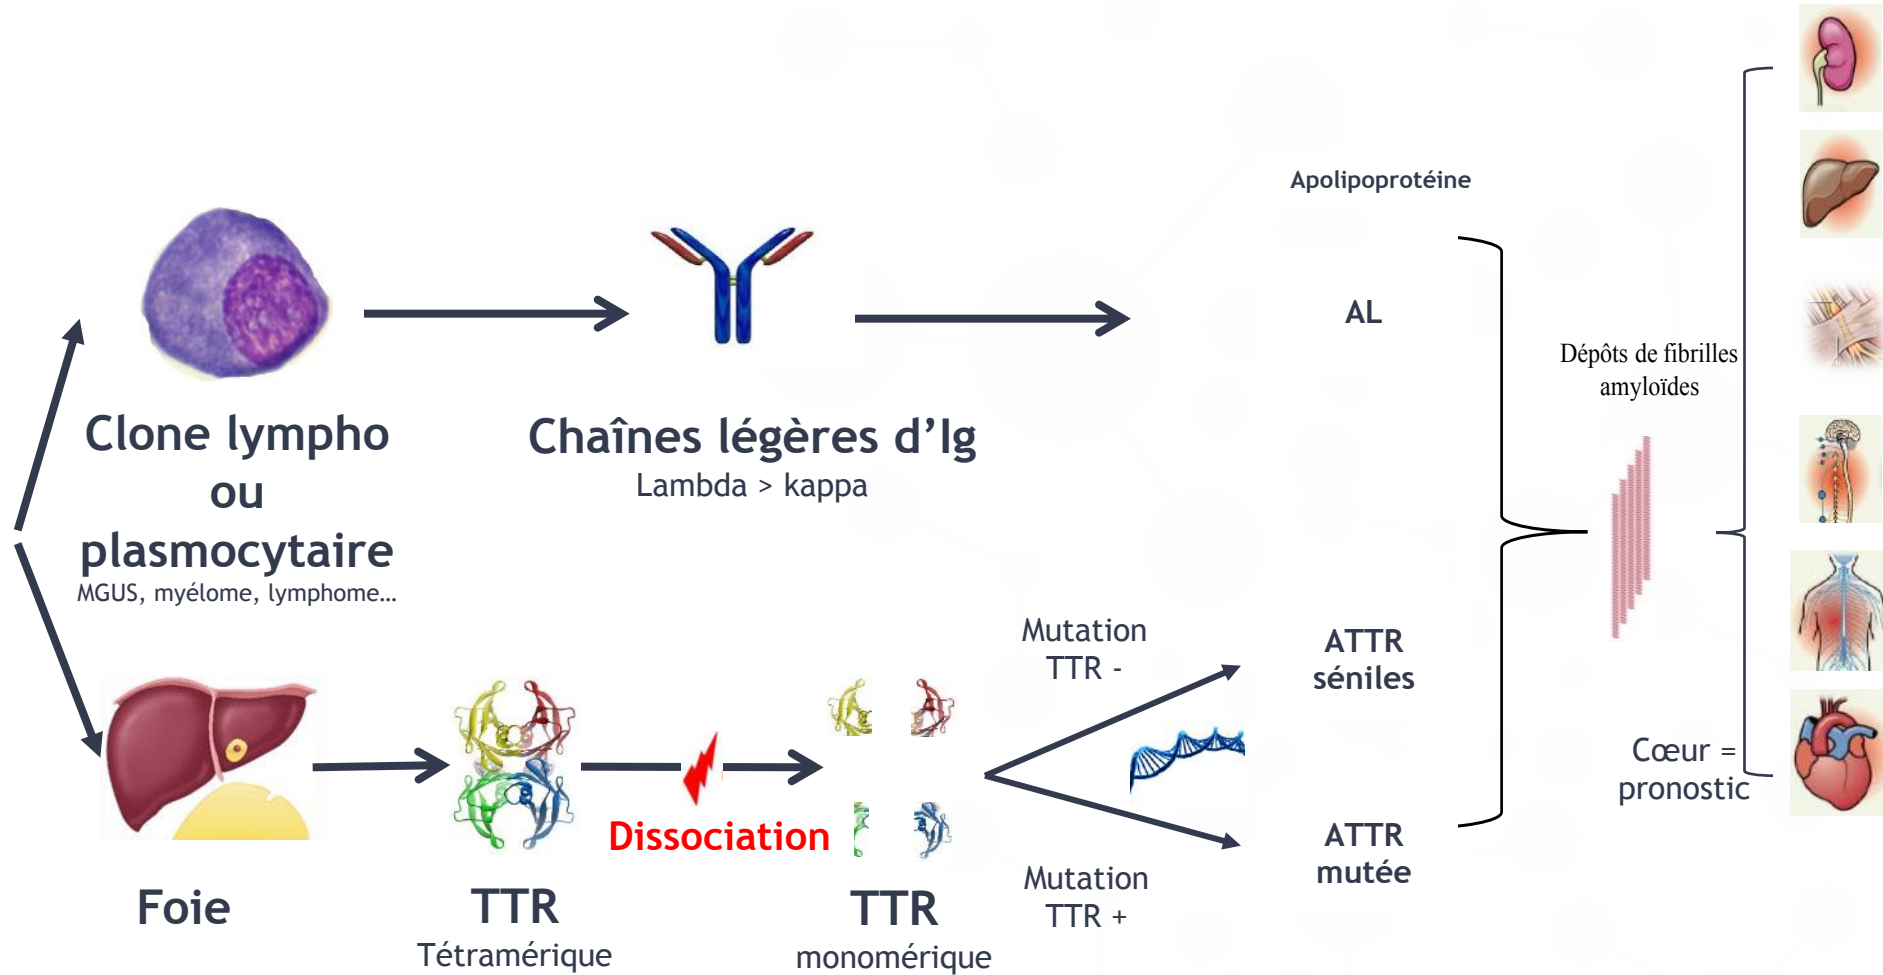 Apolipoprotéine
AL
Dépôts de fibrilles
amyloïdes
Clone lympho
ou
plasmocytaire
MGUS, myélome, lymphome…
Chaînes légères d’Ig
Lambda > kappa
Mutation
TTR -
ATTR
séniles
Cœur =
pronostic
Dissociation
ATTR
mutée
Mutation
TTR +
Foie
TTR
Tétramérique
TTR
monomérique